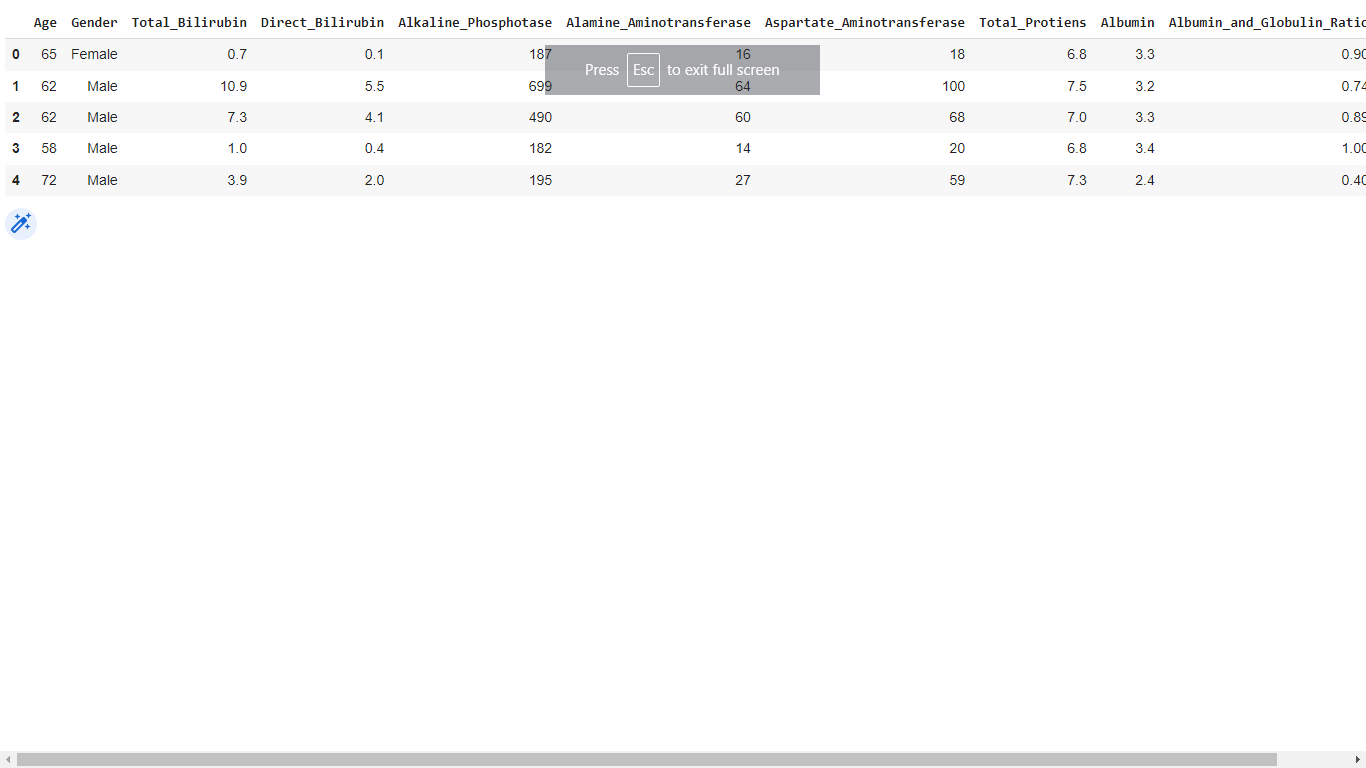 Age Gender Total_Bilirubin Direct_Bilirubin Alkaline_Phosphotase Alamine_Aminotransferase Aspartate_Aminotransferase Total_Protiens Albumin Albumin_and_Globulin_Ratio
0 65 Female 0.7 0.1 187 16 18 6.8 3.3 0.90
Press Esc to exit full screen
1 62 Male 10.9 5.5 699 64 100 7.5 3.2 0.74
2 62 Male 7.3 4.1 490 60 68 7.0 3.3 0.89
3 58 Male 1.0 0.4 182 14 20 6.8 3.4 1.00
4 72 Male 3.9 2.0 195 27 59 7.3 2.4 0.40